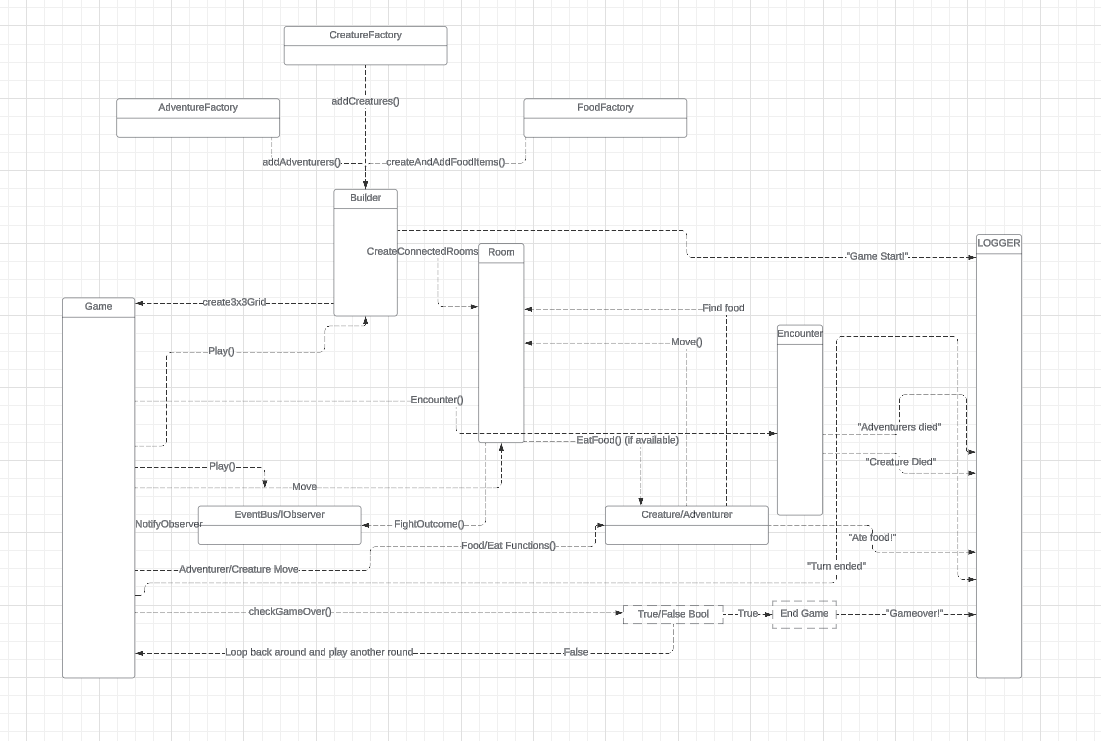 CreatureFactory
addCreatures()
AdventureFactory
FoodFactory
addAdventurers()
createAndAddFoodItems()
Builder
CreateConnectedRooms
Room
LOGGER
"Game Start!"
Game
create3x3Grid
Find food
Encounter
Move()
Play()
Encounter()
"Adventurers died"
EatFood() (if available)
"Creature Died"
Play()
Move
EventBus/IObserver
Creature/Adventurer
NotifyObserver
FightOutcome()
"Ate food!"
Food/Eat Functions()
Adventurer/Creature Move
"Turn ended"
checkGameOver()
True/False Bool
True
End Game
"Gameover!"
Loop back around and play another round
False